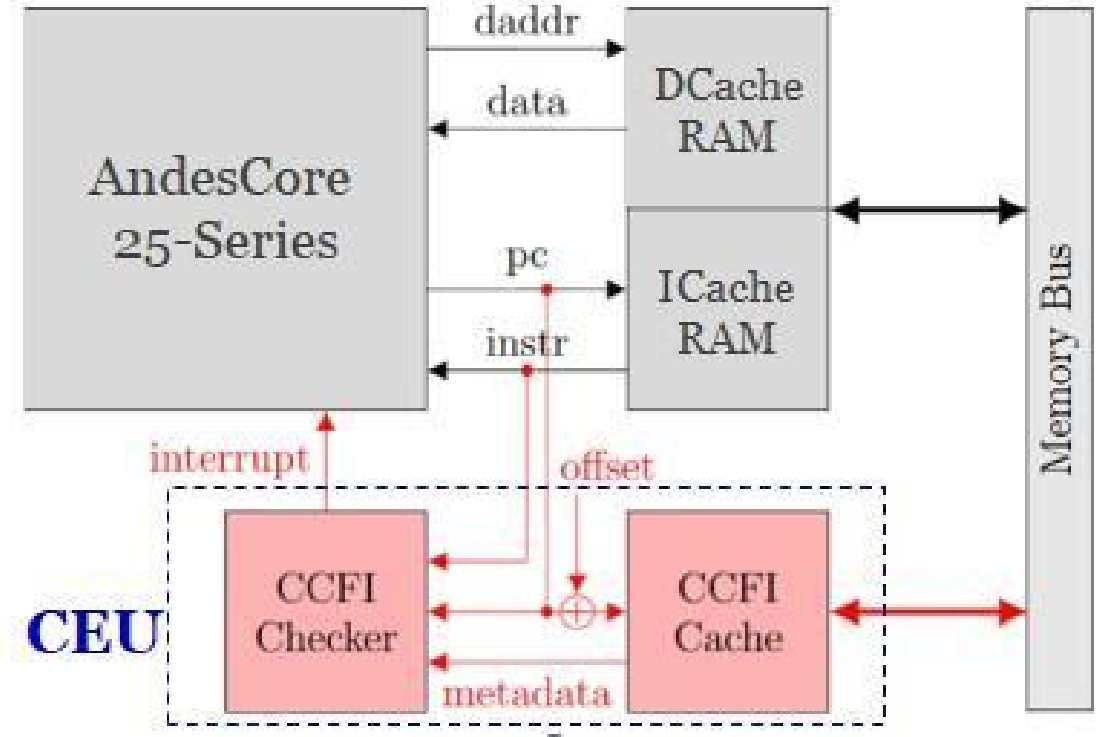 daddr
data
DCache
RAM
AndesCore
25-Series
pc
ICache
RAM
instr
Memory Bus
interrupt
offset
CEU
CCFI
Checker
CCFI
Cache
metadata